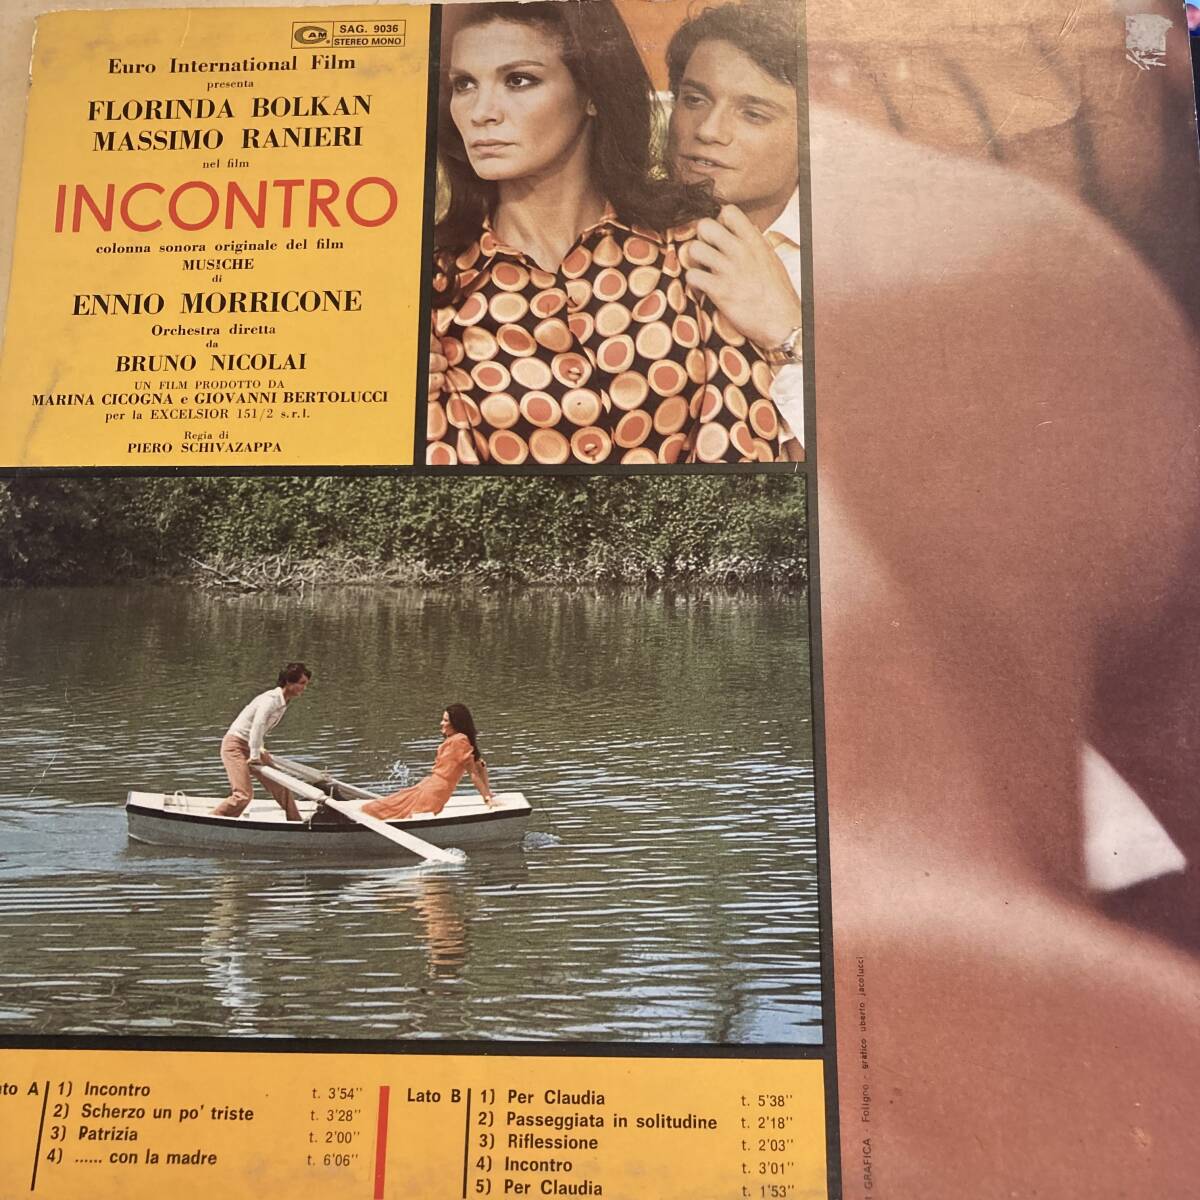 CAM
SAG. 9036
STEREO MONO
Euro International Film
presenta
FLORINDA BOLKAN
MASSIMO RANIERI
nel film
INCONTRO
colonna sonora originale del film
MUSICHE
di
ENNIO MORRICONE
Orchestra diretta
da
BRUNO NICOLAI
UN FILM PRODOTTO DA
MARINA CICOGNA e GIOVANNI BERTOLUCCI
per la EXCELSIOR 151/2 s.r.l.
Regia di
PIERO SCHIVAZAPPA
to A
1) Incontro t. 3'54"
2) Scherzo un po' triste t. 3'28"
3) Patrizia t. 2'00"
4) ...... con la madre t. 6'06"
Lato B
1) Per Claudia t. 5'38"
2) Passeggiata in solitudine t. 2'18"
3) Riflessione t. 2'03"
4) Incontro t. 3'01"
5) Per Claudia t. 1'53"
GRAFICA Foligno - grafico uberto jacolucci